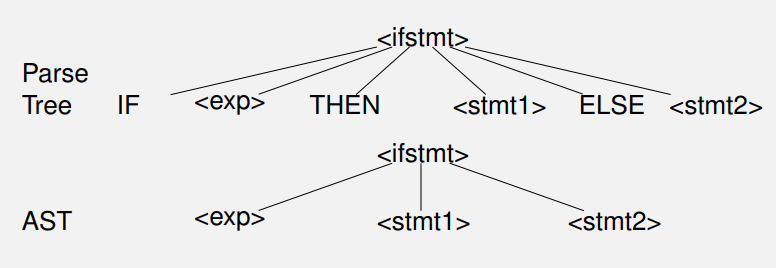 <ifstmt>
Parse
Tree IF <exp> THEN <stmt1> ELSE <stmt2>
<ifstmt>
AST <exp> <stmt1> <stmt2>